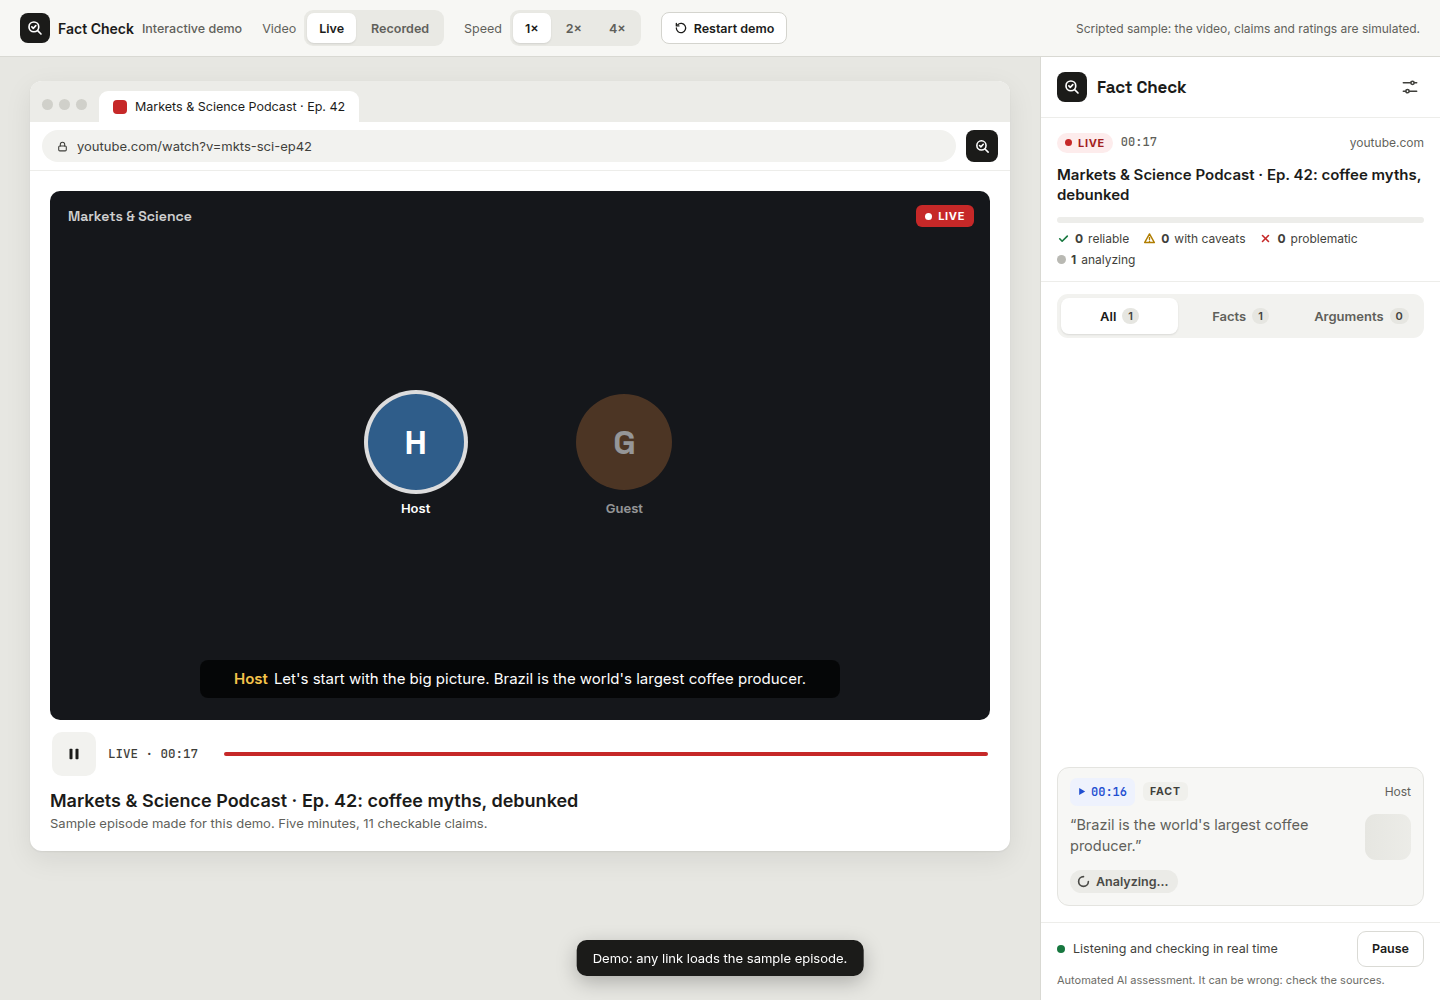 Fact Check Interactive demo Video Live Recorded Speed 1× 2× 4× Restart demo Scripted sample: the video, claims and ratings are simulated.
Markets & Science Podcast · Ep. 42
youtube.com/watch?v=mkts-sci-ep42
Markets & Science LIVE
H G
Host Guest
Host Let's start with the big picture. Brazil is the world's largest coffee producer.
LIVE · 00:17
Markets & Science Podcast · Ep. 42: coffee myths, debunked
Sample episode made for this demo. Five minutes, 11 checkable claims.
Demo: any link loads the sample episode.
Fact Check
LIVE 00:17 youtube.com
Markets & Science Podcast · Ep. 42: coffee myths,
debunked
0 reliable 0 with caveats 0 problematic
1 analyzing
All 1 Facts 1 Arguments 0
00:16 FACT Host
“Brazil is the world's largest coffee
producer.”
Analyzing...
Listening and checking in real time Pause
Automated AI assessment. It can be wrong: check the sources.